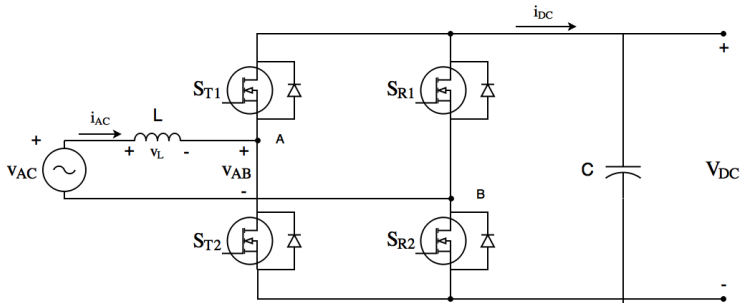 i_DC
+
S_T1
S_R1
i_AC
L
+
+
v_L
-
+
A
v_AC
v_AB
C
V_DC
-
B
S_T2
S_R2
-